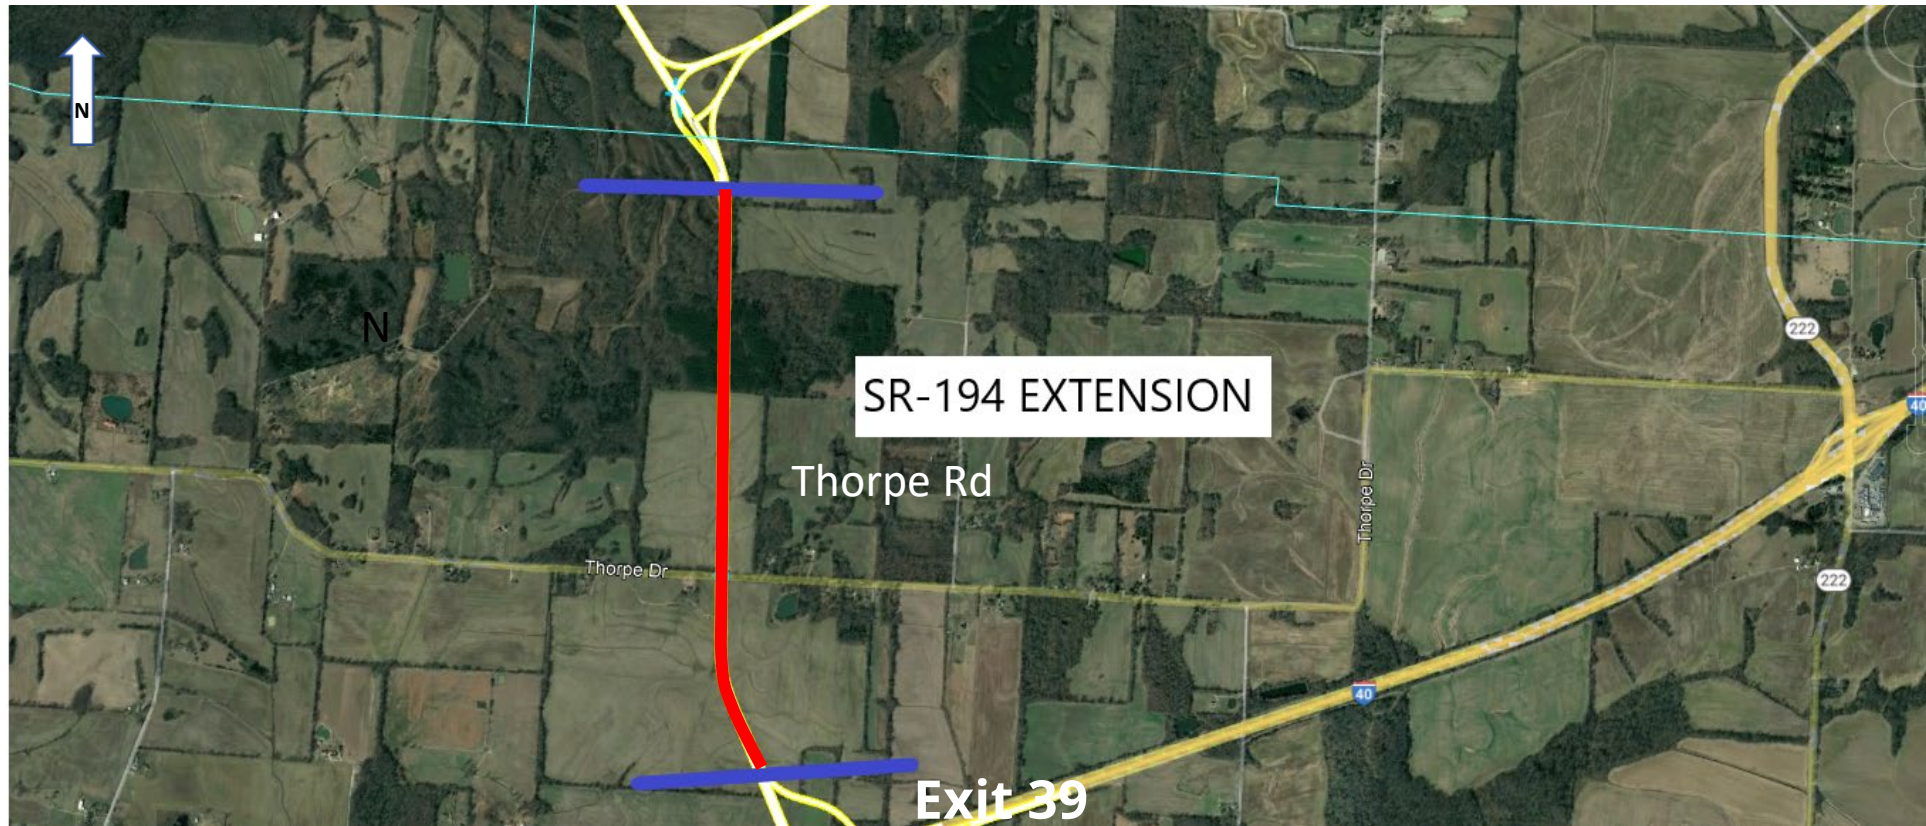 N
222
SR-194 EXTENSION
40
N
Thorpe Rd
Thorpe Dr
Thorpe Dr
222
40
Exit 39